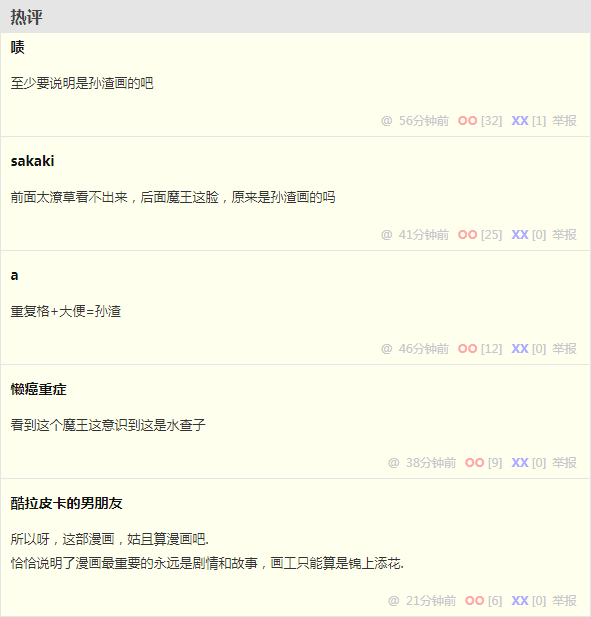 热评
啧
至少要说明是孙渣画的吧
@ 56分钟前 OO [32] XX [1] 举报
sakaki
前面太潦草看不出来，后面魔王这脸，原来是孙渣画的吗
@ 41分钟前 OO [25] XX [0] 举报
a
重复格+大便=孙渣
@ 46分钟前 OO [12] XX [0] 举报
懒癌重症
看到这个魔王这意识到这是水查子
@ 38分钟前 OO [9] XX [0] 举报
酷拉皮卡的男朋友
所以呀，这部漫画，姑且算漫画吧.
恰恰说明了漫画最重要的永远是剧情和故事，画工只能算是锦上添花.
@ 21分钟前 OO [6] XX [0] 举报